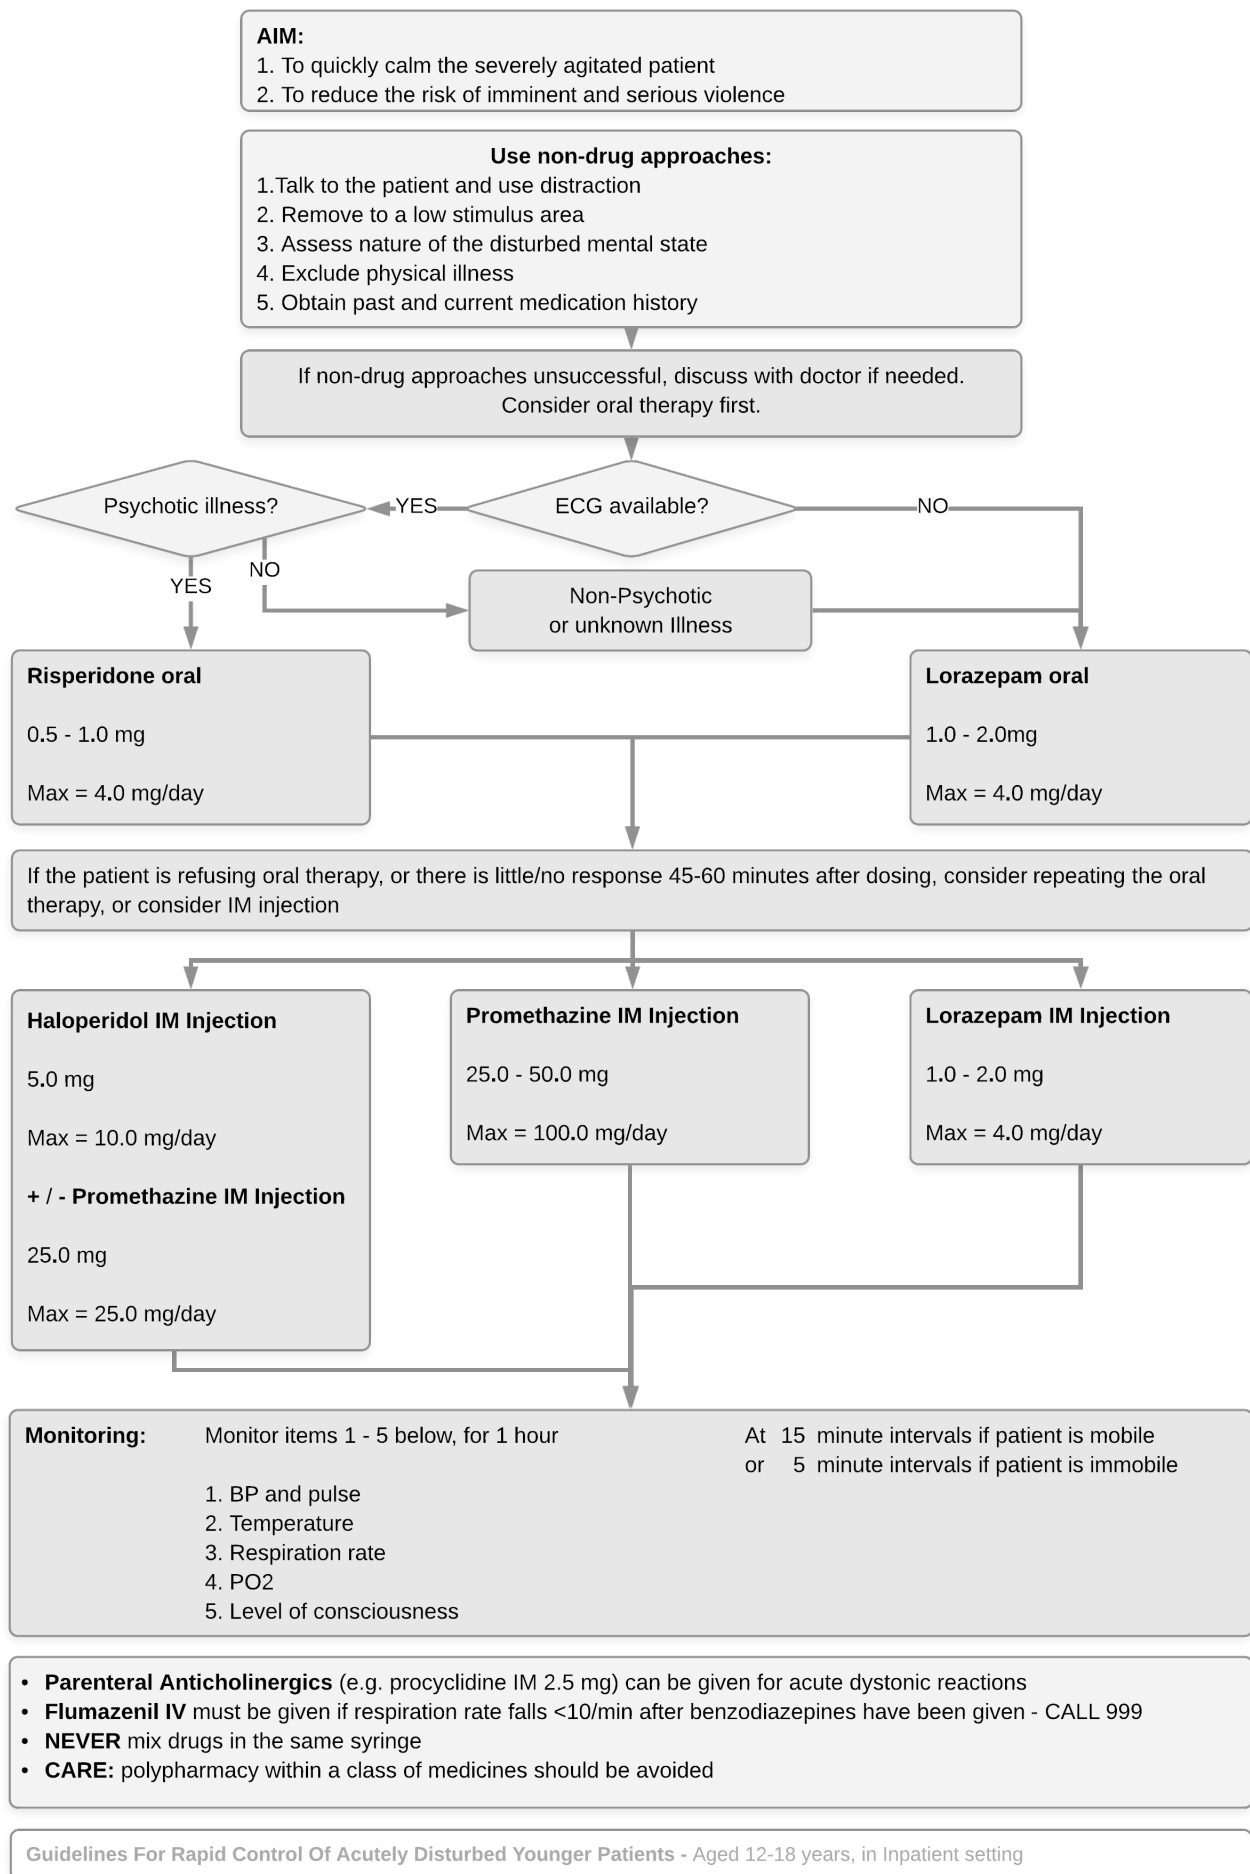 AIM:
1. To quickly calm the severely agitated patient
2. To reduce the risk of imminent and serious violence
Use non-drug approaches:
1.Talk to the patient and use distraction
2. Remove to a low stimulus area
3. Assess nature of the disturbed mental state
4. Exclude physical illness
5. Obtain past and current medication history
If non-drug approaches unsuccessful, discuss with doctor if needed.
Consider oral therapy first.
Psychotic illness?
YES
ECG available?
NO
YES
NO
Non-Psychotic
or unknown Illness
Risperidone oral
0.5 - 1.0 mg
Max = 4.0 mg/day
Lorazepam oral
1.0 - 2.0mg
Max = 4.0 mg/day
If the patient is refusing oral therapy, or there is little/no response 45-60 minutes after dosing, consider repeating the oral
therapy, or consider IM injection
Haloperidol IM Injection
5.0 mg
Max = 10.0 mg/day
+ / - Promethazine IM Injection
25.0 mg
Max = 25.0 mg/day
Promethazine IM Injection
25.0 - 50.0 mg
Max = 100.0 mg/day
Lorazepam IM Injection
1.0 - 2.0 mg
Max = 4.0 mg/day
Monitoring: Monitor items 1 - 5 below, for 1 hour At 15 minute intervals if patient is mobile
or 5 minute intervals if patient is immobile
1. BP and pulse
2. Temperature
3. Respiration rate
4. PO2
5. Level of consciousness
• Parenteral Anticholinergics (e.g. procyclidine IM 2.5 mg) can be given for acute dystonic reactions
• Flumazenil IV must be given if respiration rate falls <10/min after benzodiazepines have been given - CALL 999
• NEVER mix drugs in the same syringe
• CARE: polypharmacy within a class of medicines should be avoided
Guidelines For Rapid Control Of Acutely Disturbed Younger Patients - Aged 12-18 years, in Inpatient setting